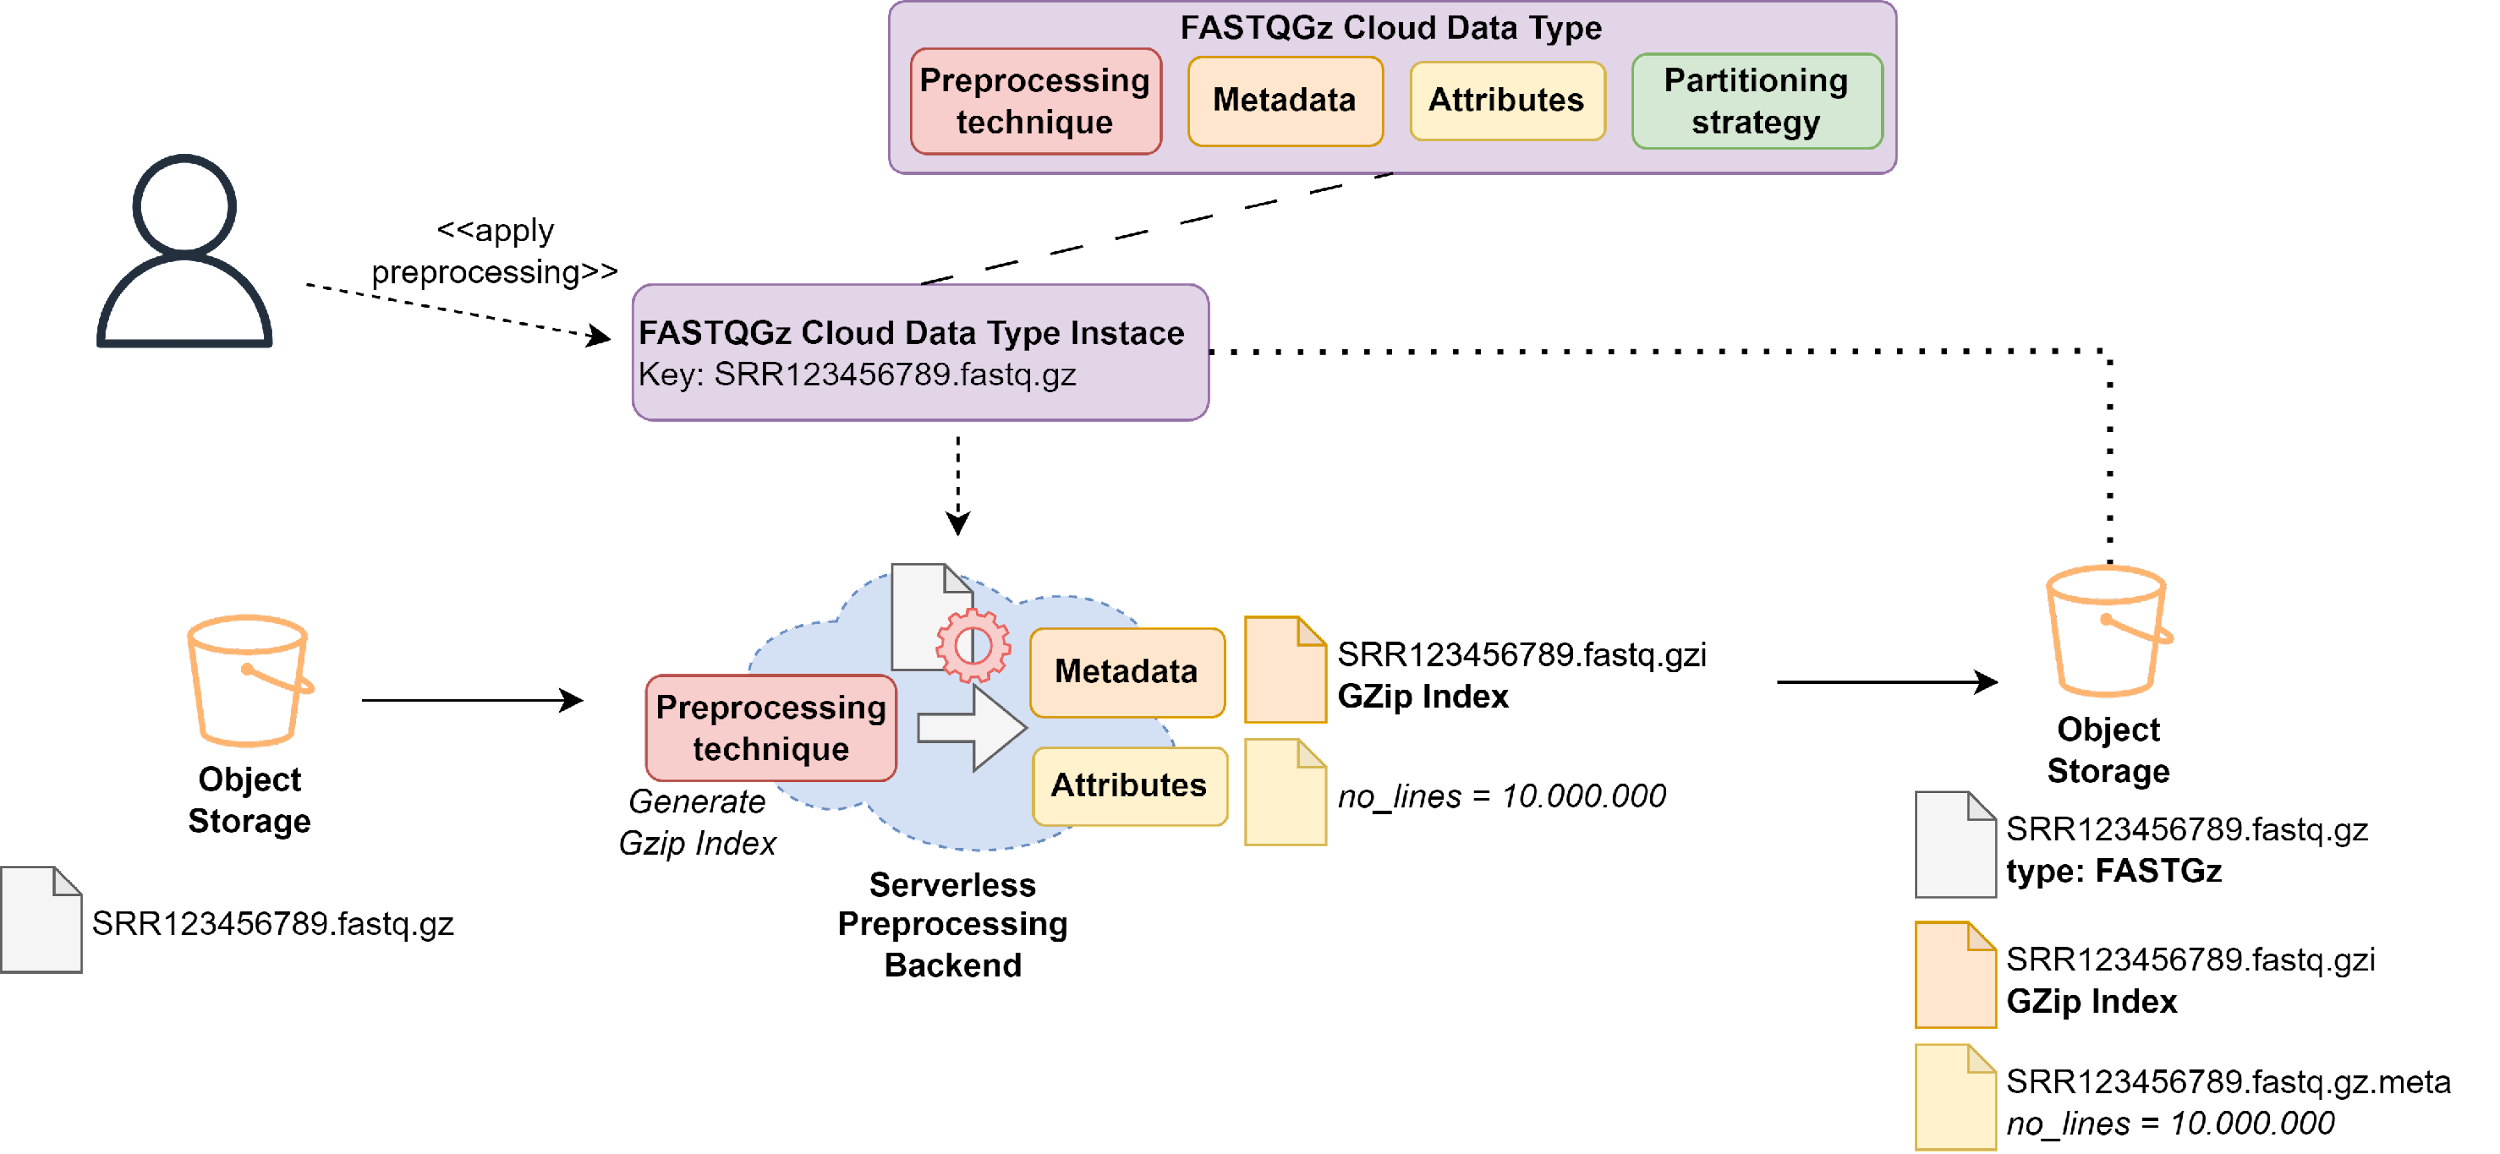 FASTQGz Cloud Data Type
Preprocessing
technique
Metadata
Attributes
Partitioning
strategy
<<apply
preprocessing>>
FASTQGz Cloud Data Type Instace
Key: SRR123456789.fastq.gz
Object
Storage
SRR123456789.fastq.gz
Preprocessing
technique
Generate
Gzip Index
Metadata
Attributes
Serverless
Preprocessing
Backend
SRR123456789.fastq.gzi
GZip Index
no_lines = 10.000.000
Object
Storage
SRR123456789.fastq.gz
type: FASTGz
SRR123456789.fastq.gzi
GZip Index
SRR123456789.fastq.gz.meta
no_lines = 10.000.000